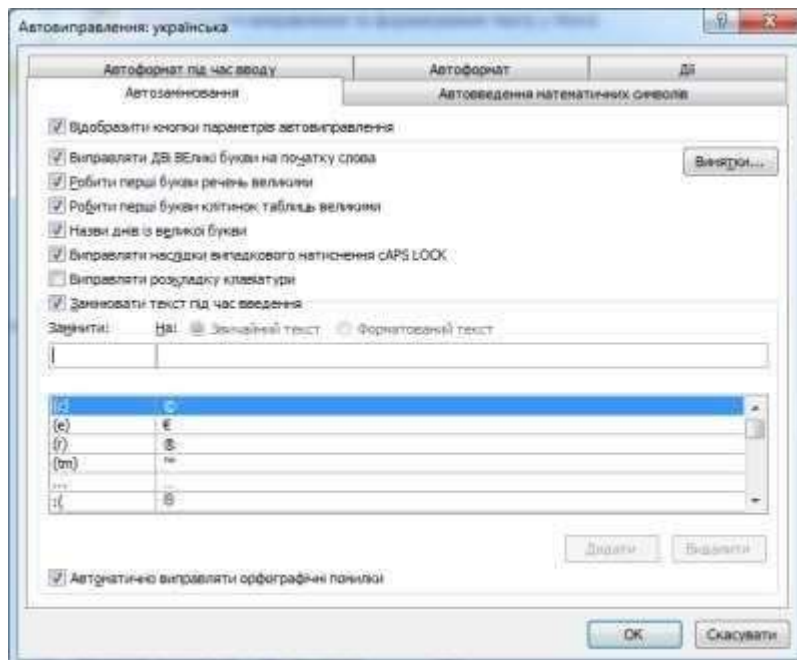 Автовиправлення: українська
Автоформат під час вводу Автоформат Дії
Автозамінювання Автовведення математичних символів
Відобразити кнопки параметрів автовиправлення
Виправляти ДВі ВЕликі букви на початку слова Винятки...
Робити перші букви речень великими
Робити перші букви клітинок таблиць великими
Назви днів із великої букви
Виправляти наслідки випадкового натиснення cAPS LOCK
Виправляти розкладку клавіатури
Замінювати текст під час введення
Замінити: На: Звичайний текст Форматований текст
(c) ©
(e) €
(r) ®
(tm) ™
... ...
:(
Додати Видалити
Автоматично виправляти орфографічні помилки
ОК Скасувати